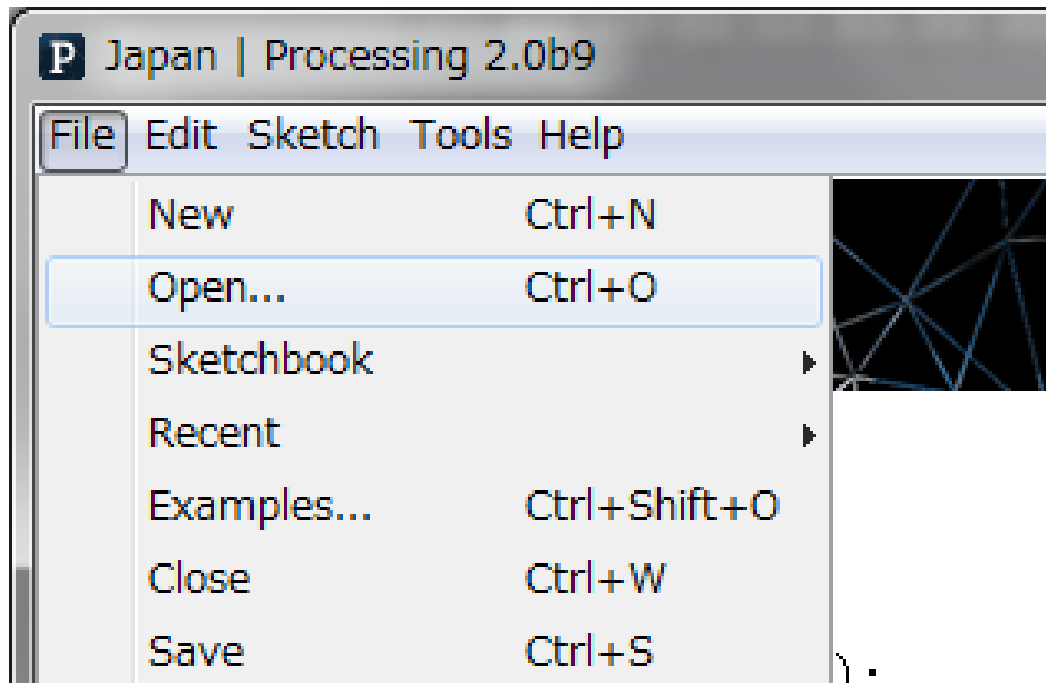 P Japan | Processing 2.0b9
File Edit Sketch Tools Help
New Ctrl+N
Open... Ctrl+O
Sketchbook
Recent
Examples... Ctrl+Shift+O
Close Ctrl+W
Save Ctrl+S